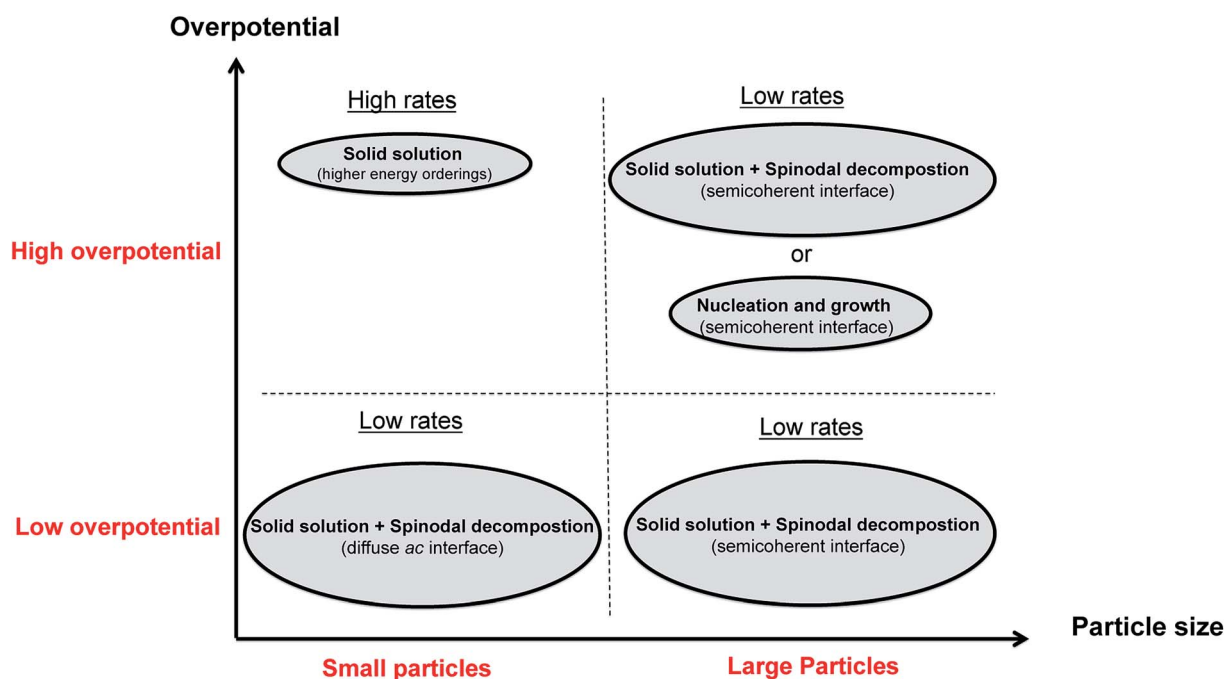 Overpotential
High rates
Solid solution
(higher energy orderings)
Low rates
Solid solution + Spinodal decompostion
(semicoherent interface)
or
Nucleation and growth
(semicoherent interface)
High overpotential
Low rates
Solid solution + Spinodal decompostion
(diffuse ac interface)
Low rates
Solid solution + Spinodal decompostion
(semicoherent interface)
Low overpotential
Particle size
Small particles
Large Particles